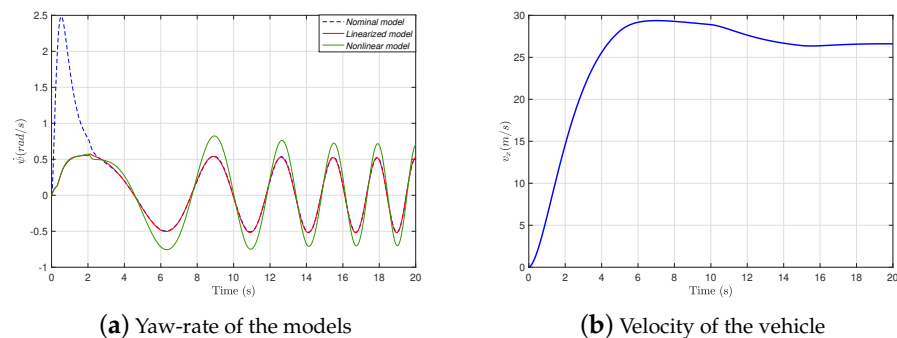 2.5
2
1.5
1
0.5
0
-0.5
-1
ψ̇(rad/s)
Nominal model
Linearized model
Nonlinear model
0 2 4 6 8 10 12 14 16 18 20
Time (s)
(a) Yaw-rate of the models
30
25
20
15
10
5
0
v_x(m/s)
0 2 4 6 8 10 12 14 16 18 20
Time (s)
(b) Velocity of the vehicle